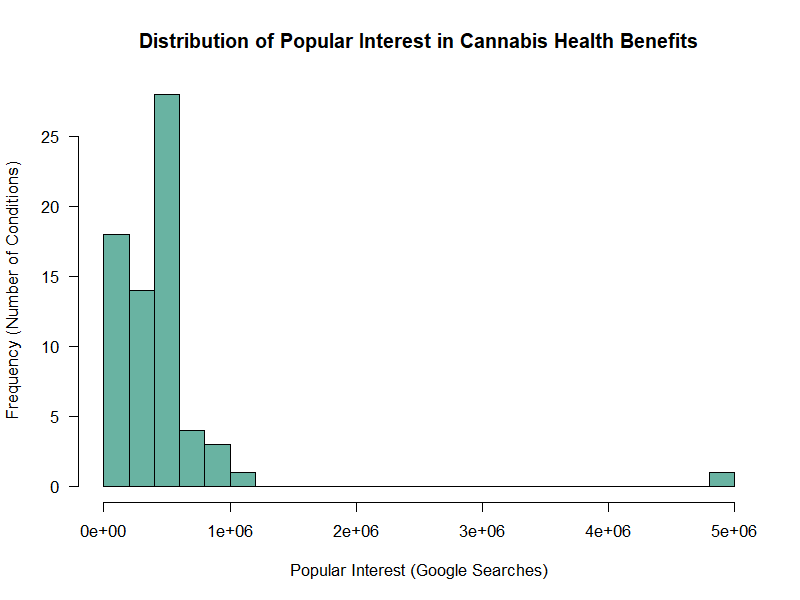 Distribution of Popular Interest in Cannabis Health Benefits
Frequency (Number of Conditions)
25
20
15
10
5
0
0e+00 1e+06 2e+06 3e+06 4e+06 5e+06
Popular Interest (Google Searches)